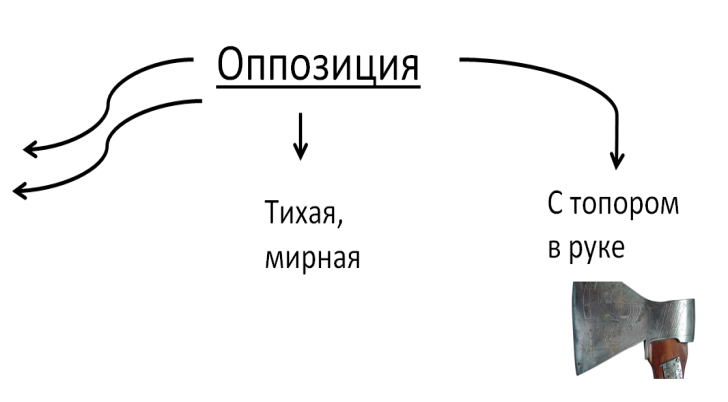 Оппозиция
Тихая,
мирная
С топором
в руке